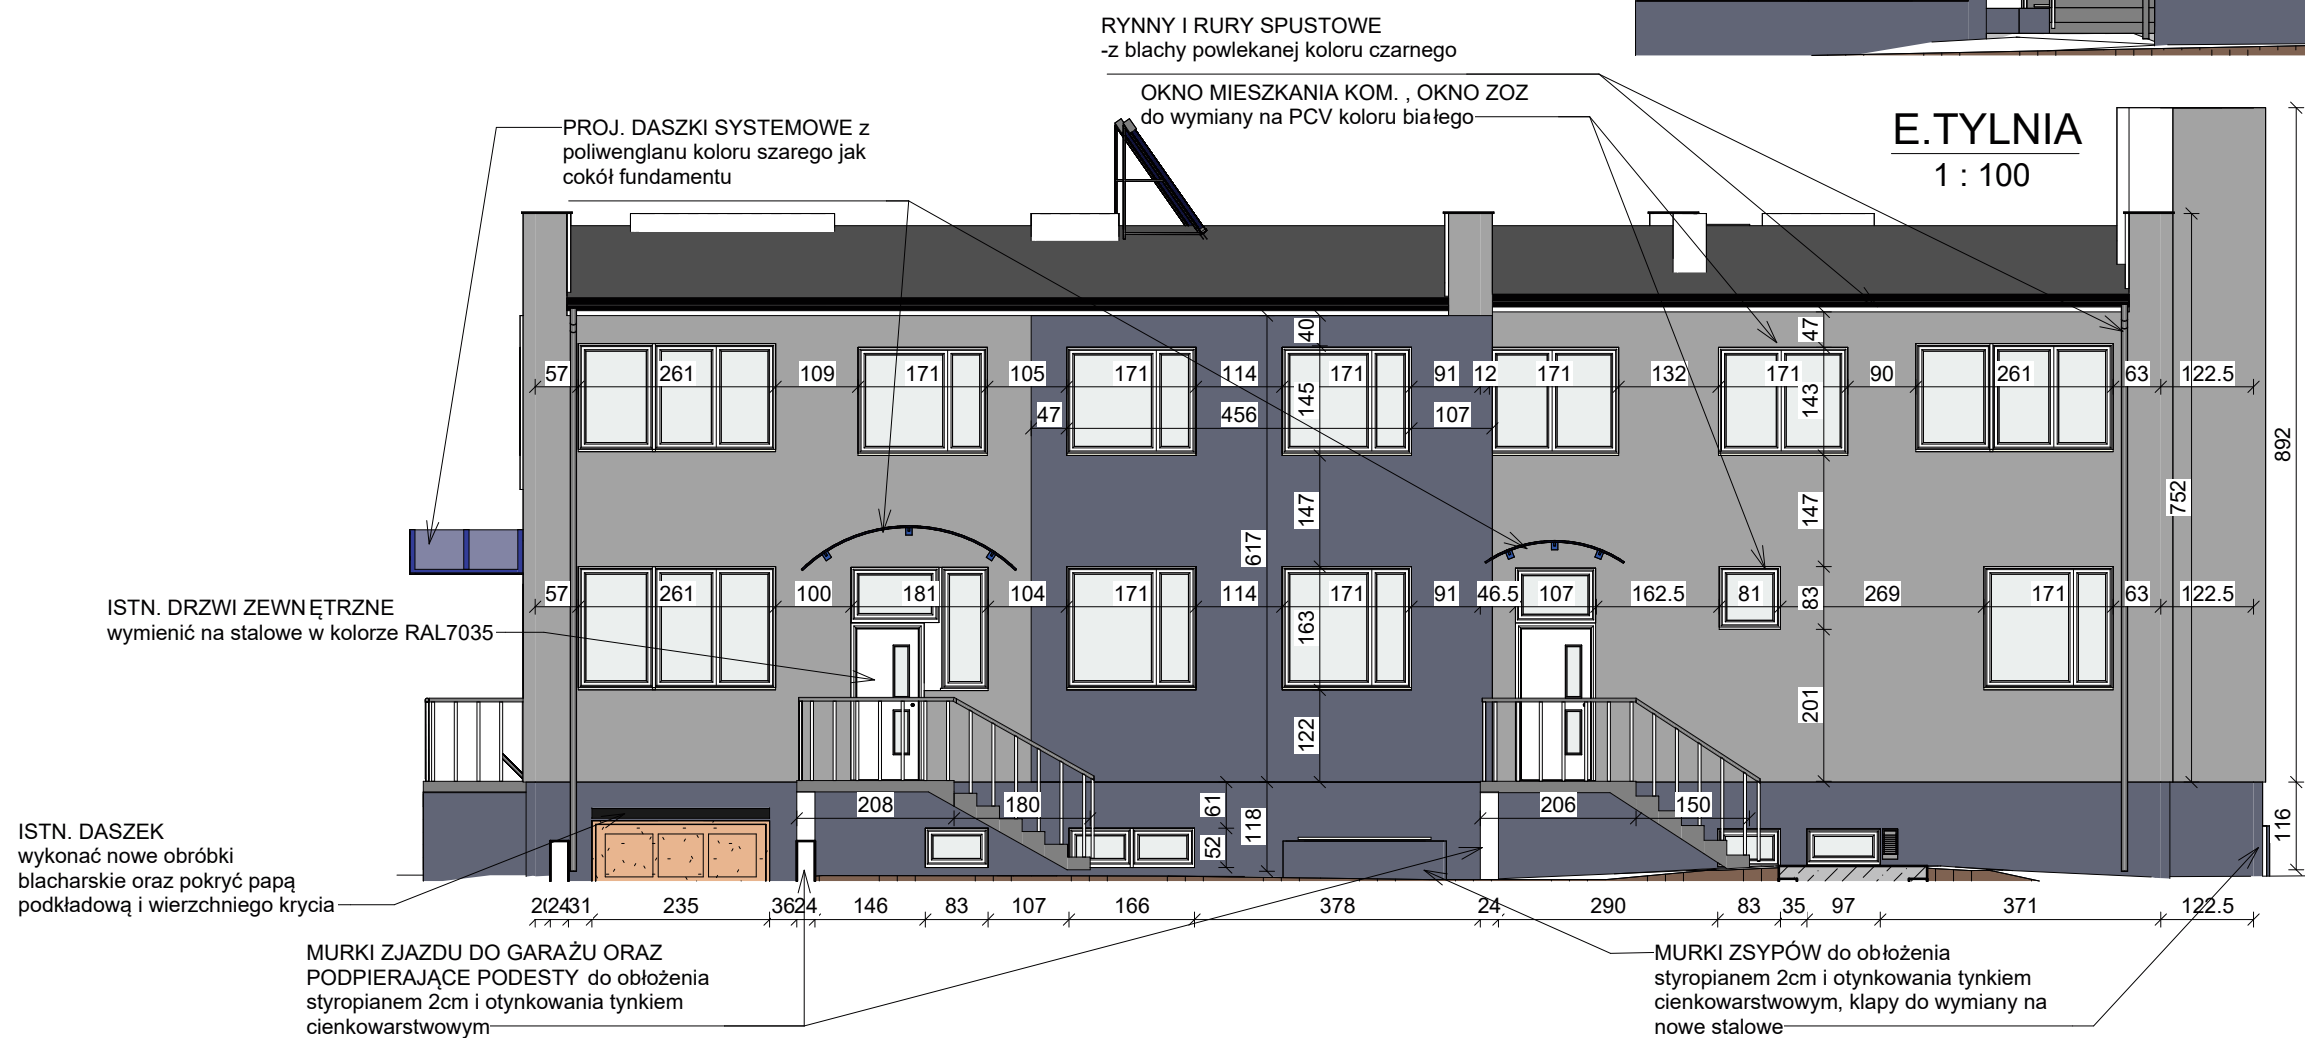 RYNNY I RURY SPUSTOWE
-z blachy powlekanej koloru czarnego
OKNO MIESZKANIA KOM. , OKNO ZOZ
do wymiany na PCV koloru białego
PROJ. DASZKI SYSTEMOWE z
poliwenglanu koloru szarego jak
cokół fundamentu
E.TYLNIA
1 : 100
40
47
57 261 109 171 105 171 114 171 91 12 171 132 171 90 261 63 122.5
145
143
47 456 107
892
752
147
147
617
57 261 100 181 104 171 114 171 91 46.5 107 162.5 81 269 171 63 122.5
163
83
ISTN. DRZWI ZEWNĘTRZNE
wymienić na stalowe w kolorze RAL7035
122
201
208 180 61 206 150
118
52
116
ISTN. DASZEK
wykonać nowe obróbki
blacharskie oraz pokryć papą
podkładową i wierzchniego krycia
24 31 235 36 24 146 83 107 166 378 24 290 83 35 97 371 122.5
MURKI ZJAZDU DO GARAŻU ORAZ
PODPIERAJĄCE PODESTY do obłożenia
styropianem 2cm i otynkowania tynkiem
cienkowarstwowym
MURKI ZSYPÓW do obłożenia
styropianem 2cm i otynkowania tynkiem
cienkowarstwowym, klapy do wymiany na
nowe stalowe